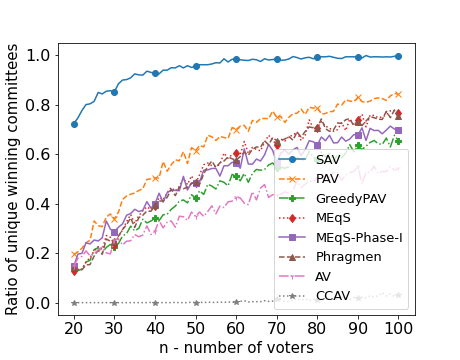 Ratio of unique winning committees
1.0
0.8
0.6
0.4
0.2
0.0
SAV
PAV
GreedyPAV
MEqS
MEqS-Phase-I
Phragmen
AV
CCAV
20 30 40 50 60 70 80 90 100
n - number of voters